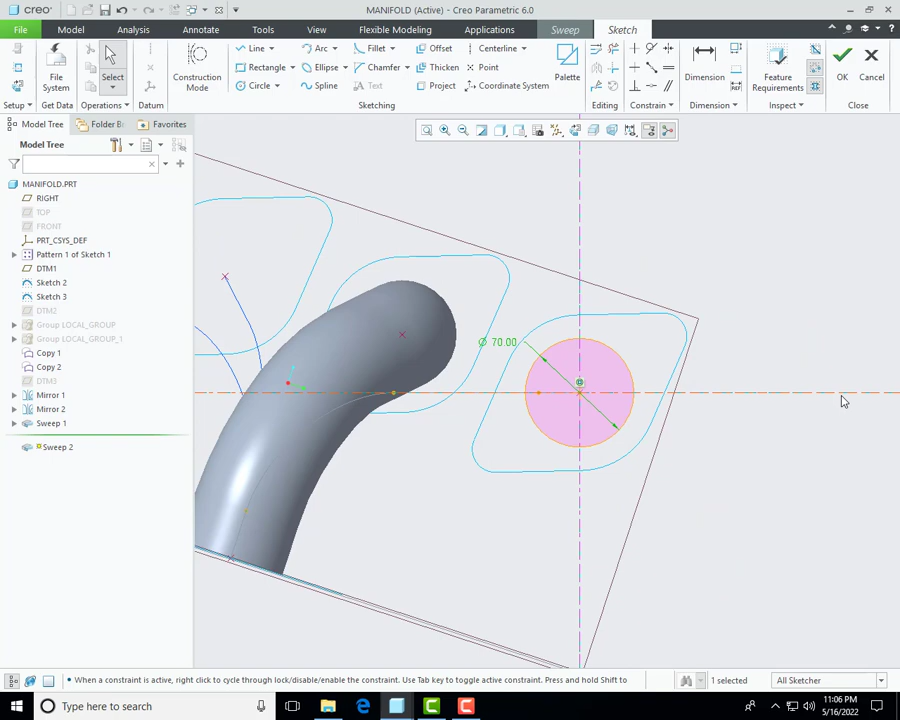 creo
MANIFOLD (Active) - Creo Parametric 6.0
File
Model
Analysis
Annotate
Tools
View
Flexible Modeling
Applications
Sweep
Sketch
Line
Arc
Fillet
Offset
Centerline
Rectangle
Ellipse
Chamfer
Thicken
Point
Circle
Spline
Text
Project
Coordinate System
File System
Select
Construction Mode
Palette
Dimension
Feature Requirements
OK
Cancel
Setup
Get Data
Operations
Datum
Sketching
Editing
Constrain
Dimension
Inspect
Close
Model Tree
Folder Br
Favorites
Model Tree
MANIFOLD.PRT
RIGHT
TOP
FRONT
PRT_CSYS_DEF
Pattern 1 of Sketch 1
DTM1
Sketch 2
Sketch 3
DTM2
Group LOCAL_GROUP
Group LOCAL_GROUP_1
Copy 1
Copy 2
DTM3
Mirror 1
Mirror 2
Sweep 1
Sweep 2
⌀ 70.00
• When a constraint is active, right click to cycle through lock/disable/enable the constraint. Use Tab key to toggle active constraint. Press and hold Shift to
1 selected
All Sketcher
Type here to search
11:06 PM
5/16/2022